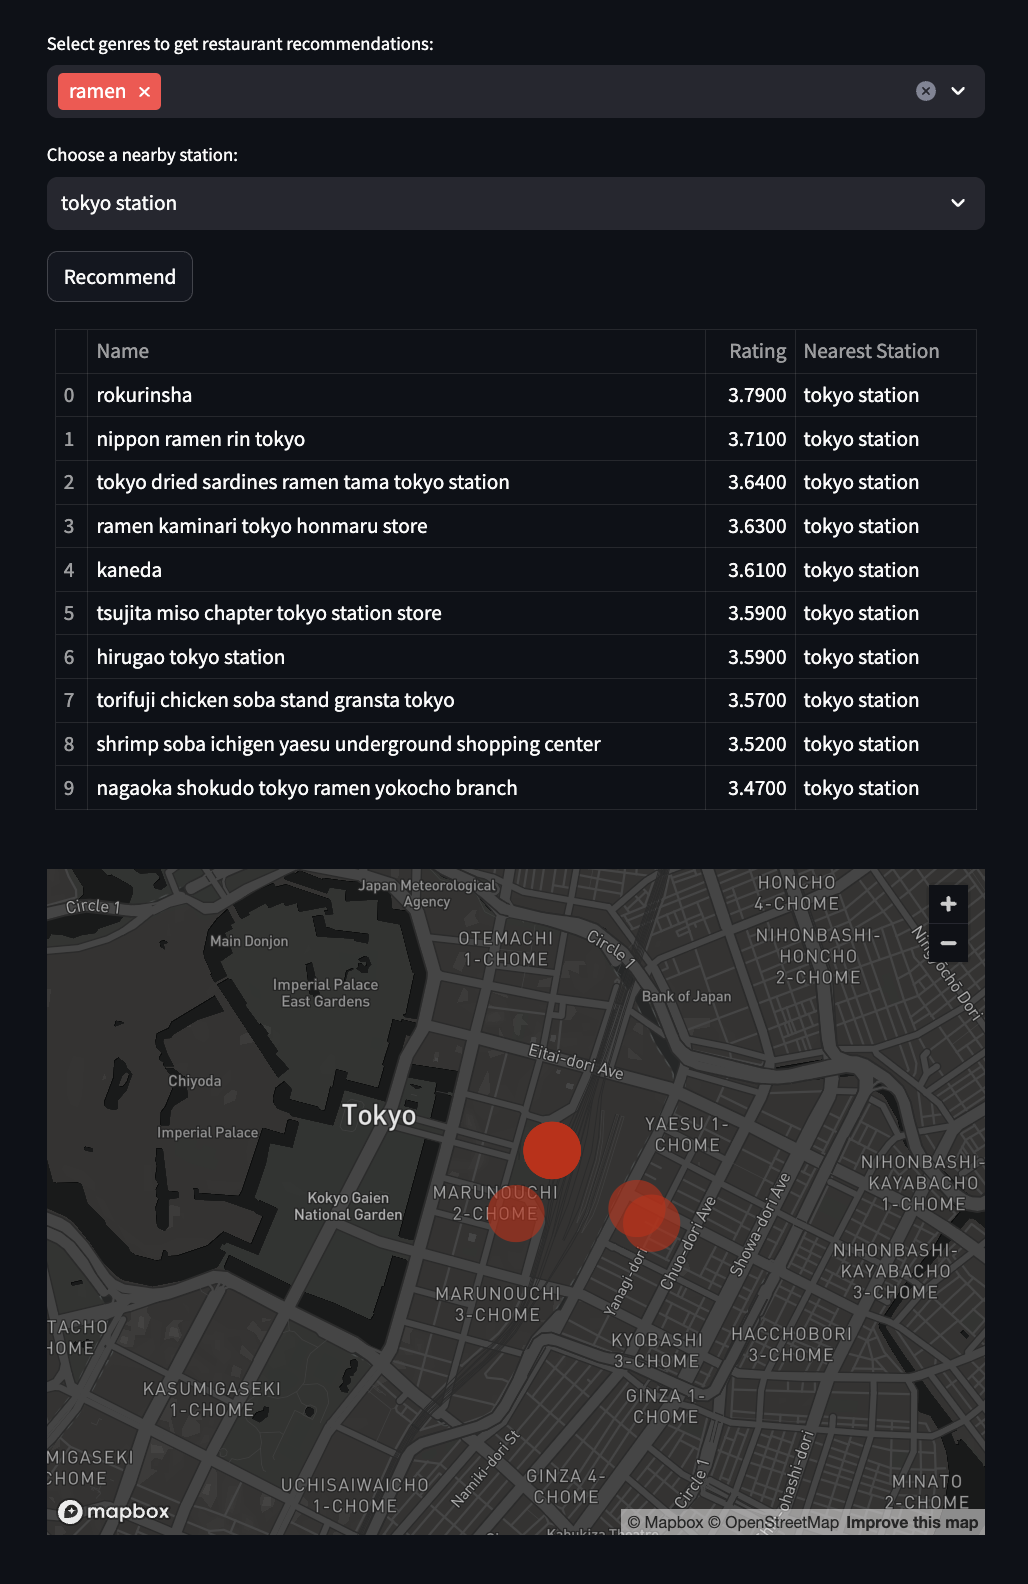 Select genres to get restaurant recommendations:
ramen ×
Choose a nearby station:
tokyo station
Recommend
Name Rating Nearest Station
0 rokurinsha 3.7900 tokyo station
1 nippon ramen rin tokyo 3.7100 tokyo station
2 tokyo dried sardines ramen tama tokyo station 3.6400 tokyo station
3 ramen kaminari tokyo honmaru store 3.6300 tokyo station
4 kaneda 3.6100 tokyo station
5 tsujita miso chapter tokyo station store 3.5900 tokyo station
6 hirugao tokyo station 3.5900 tokyo station
7 torifuji chicken soba stand gransta tokyo 3.5700 tokyo station
8 shrimp soba ichigen yaesu underground shopping center 3.5200 tokyo station
9 nagaoka shokudo tokyo ramen yokocho branch 3.4700 tokyo station
Japan Meteorological
Agency
HONCHO
4-CHOME
Circle 1
Main Donjon
OTEMACHI
1-CHOME
Circle 1
NIHONBASHI-
HONCHO
2-CHOME
Imperial Palace
East Gardens
Bank of Japan
Eitai-dori Ave
Chiyoda
Tokyo
Imperial Palace
YAESU 1-
CHOME
NIHONBASHI-
KAYABACHO
1-CHOME
Kokyo Gaien
National Garden
MARUNOUCHI
2-CHOME
Yanagi-dori
Chuo-dori Ave
Showa-dori Ave
NIHONBASHI-
KAYABACHO
3-CHOME
MARUNOUCHI
3-CHOME
TACHO
HOME
KYOBASHI
3-CHOME
HACCHOBORI
3-CHOME
KASUMIGASEKI
1-CHOME
GINZA 1-
CHOME
MIGASEKI
CHOME
Namiki-dori St
GINZA 4-
CHOME
Circle 1
UCHISAIWAICHO
1-CHOME
MINATO
2-CHOME
mapbox
© Mapbox © OpenStreetMap Improve this map